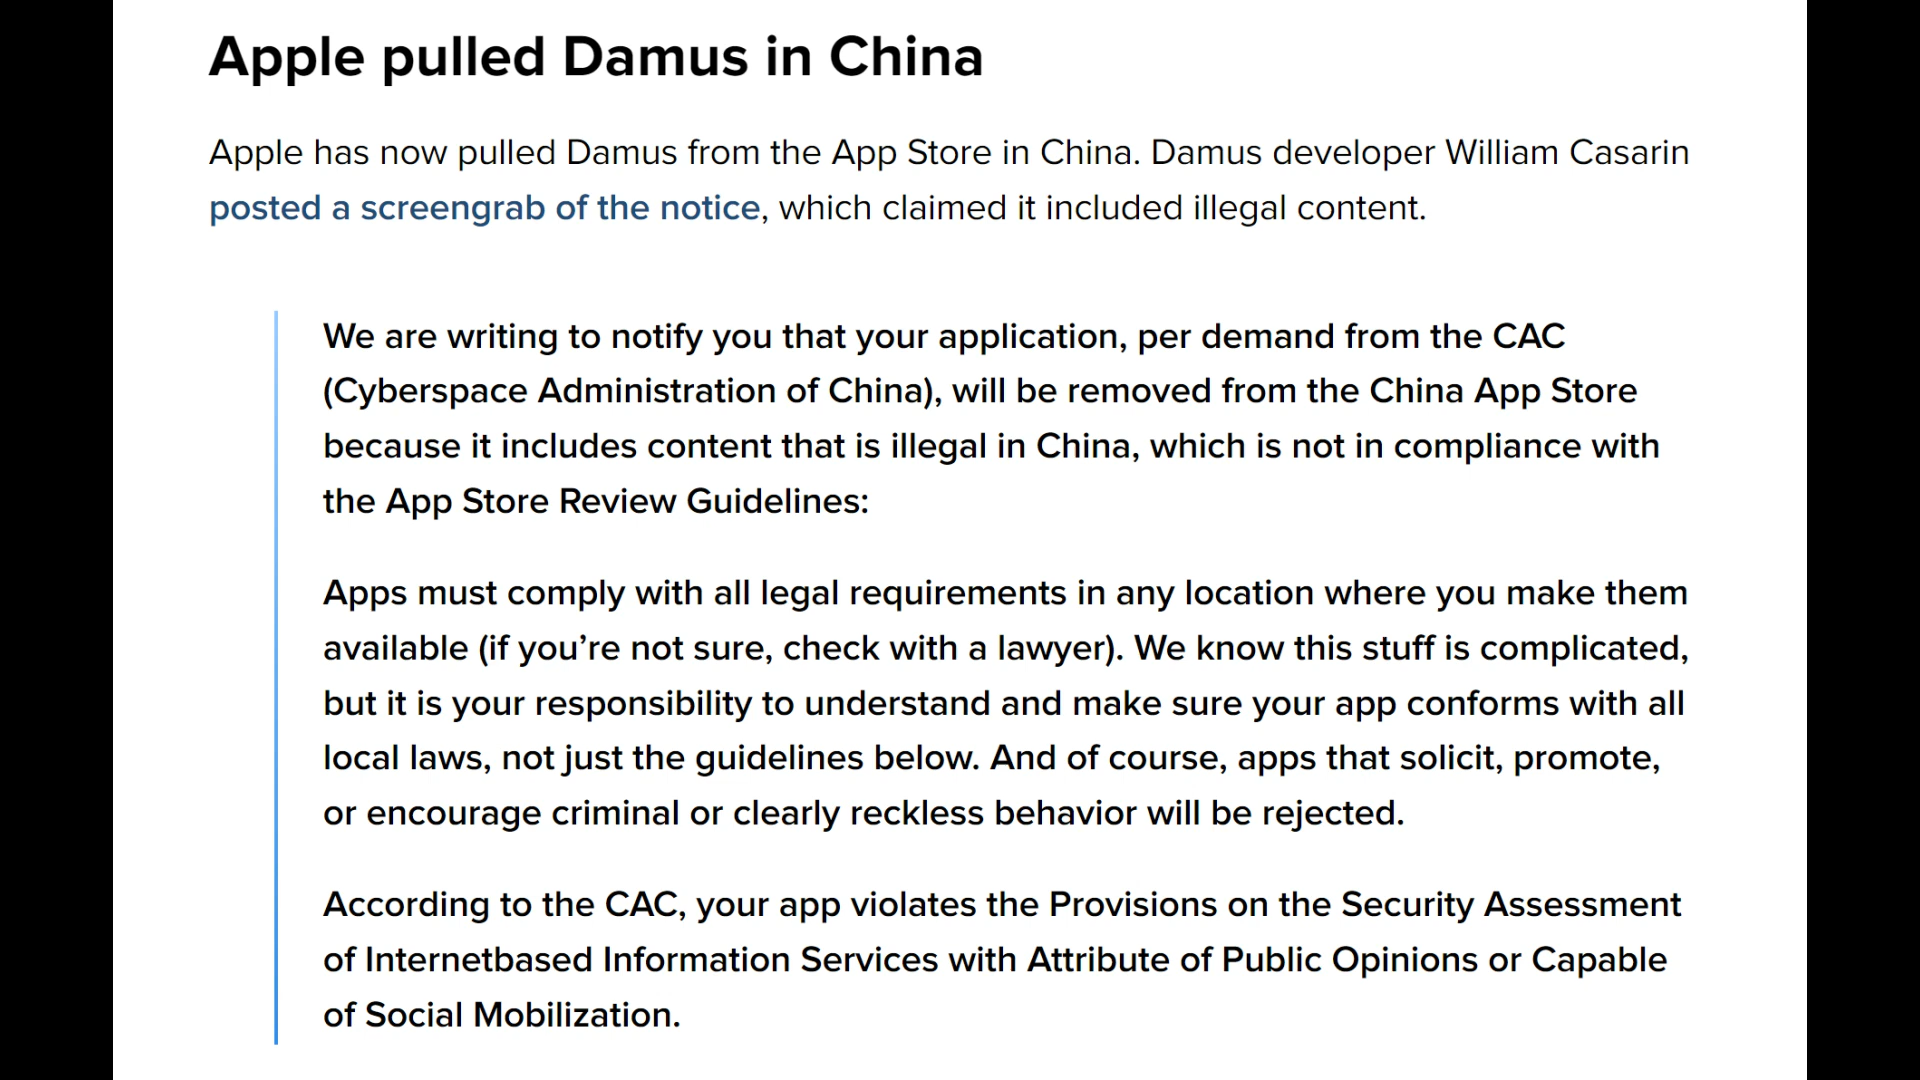 Apple pulled Damus in China
Apple has now pulled Damus from the App Store in China. Damus developer William Casarin
posted a screengrab of the notice, which claimed it included illegal content.
We are writing to notify you that your application, per demand from the CAC
(Cyberspace Administration of China), will be removed from the China App Store
because it includes content that is illegal in China, which is not in compliance with
the App Store Review Guidelines:
Apps must comply with all legal requirements in any location where you make them
available (if you’re not sure, check with a lawyer). We know this stuff is complicated,
but it is your responsibility to understand and make sure your app conforms with all
local laws, not just the guidelines below. And of course, apps that solicit, promote,
or encourage criminal or clearly reckless behavior will be rejected.
According to the CAC, your app violates the Provisions on the Security Assessment
of Internetbased Information Services with Attribute of Public Opinions or Capable
of Social Mobilization.